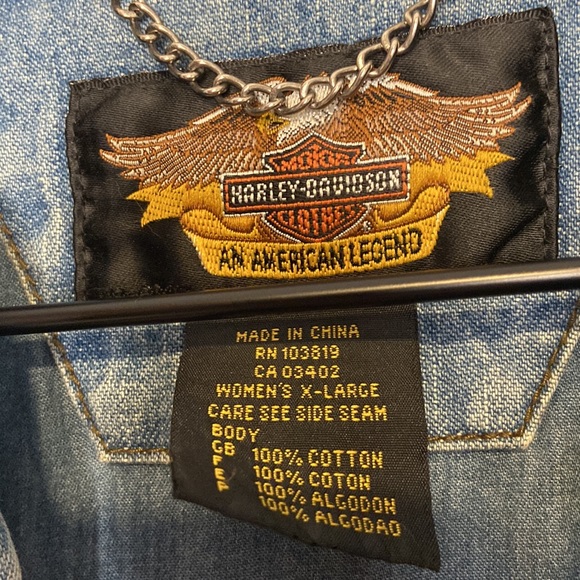 MOTOR
HARLEY-DAVIDSON
CLOTHES
AN AMERICAN LEGEND
MADE IN CHINA
RN 103819
CA 03402
WOMEN'S X-LARGE
CARE SEE SIDE SEAM
BODY
GB 100% COTTON
F 100% COTON
E 100% ALGODON
P 100% ALGODAO